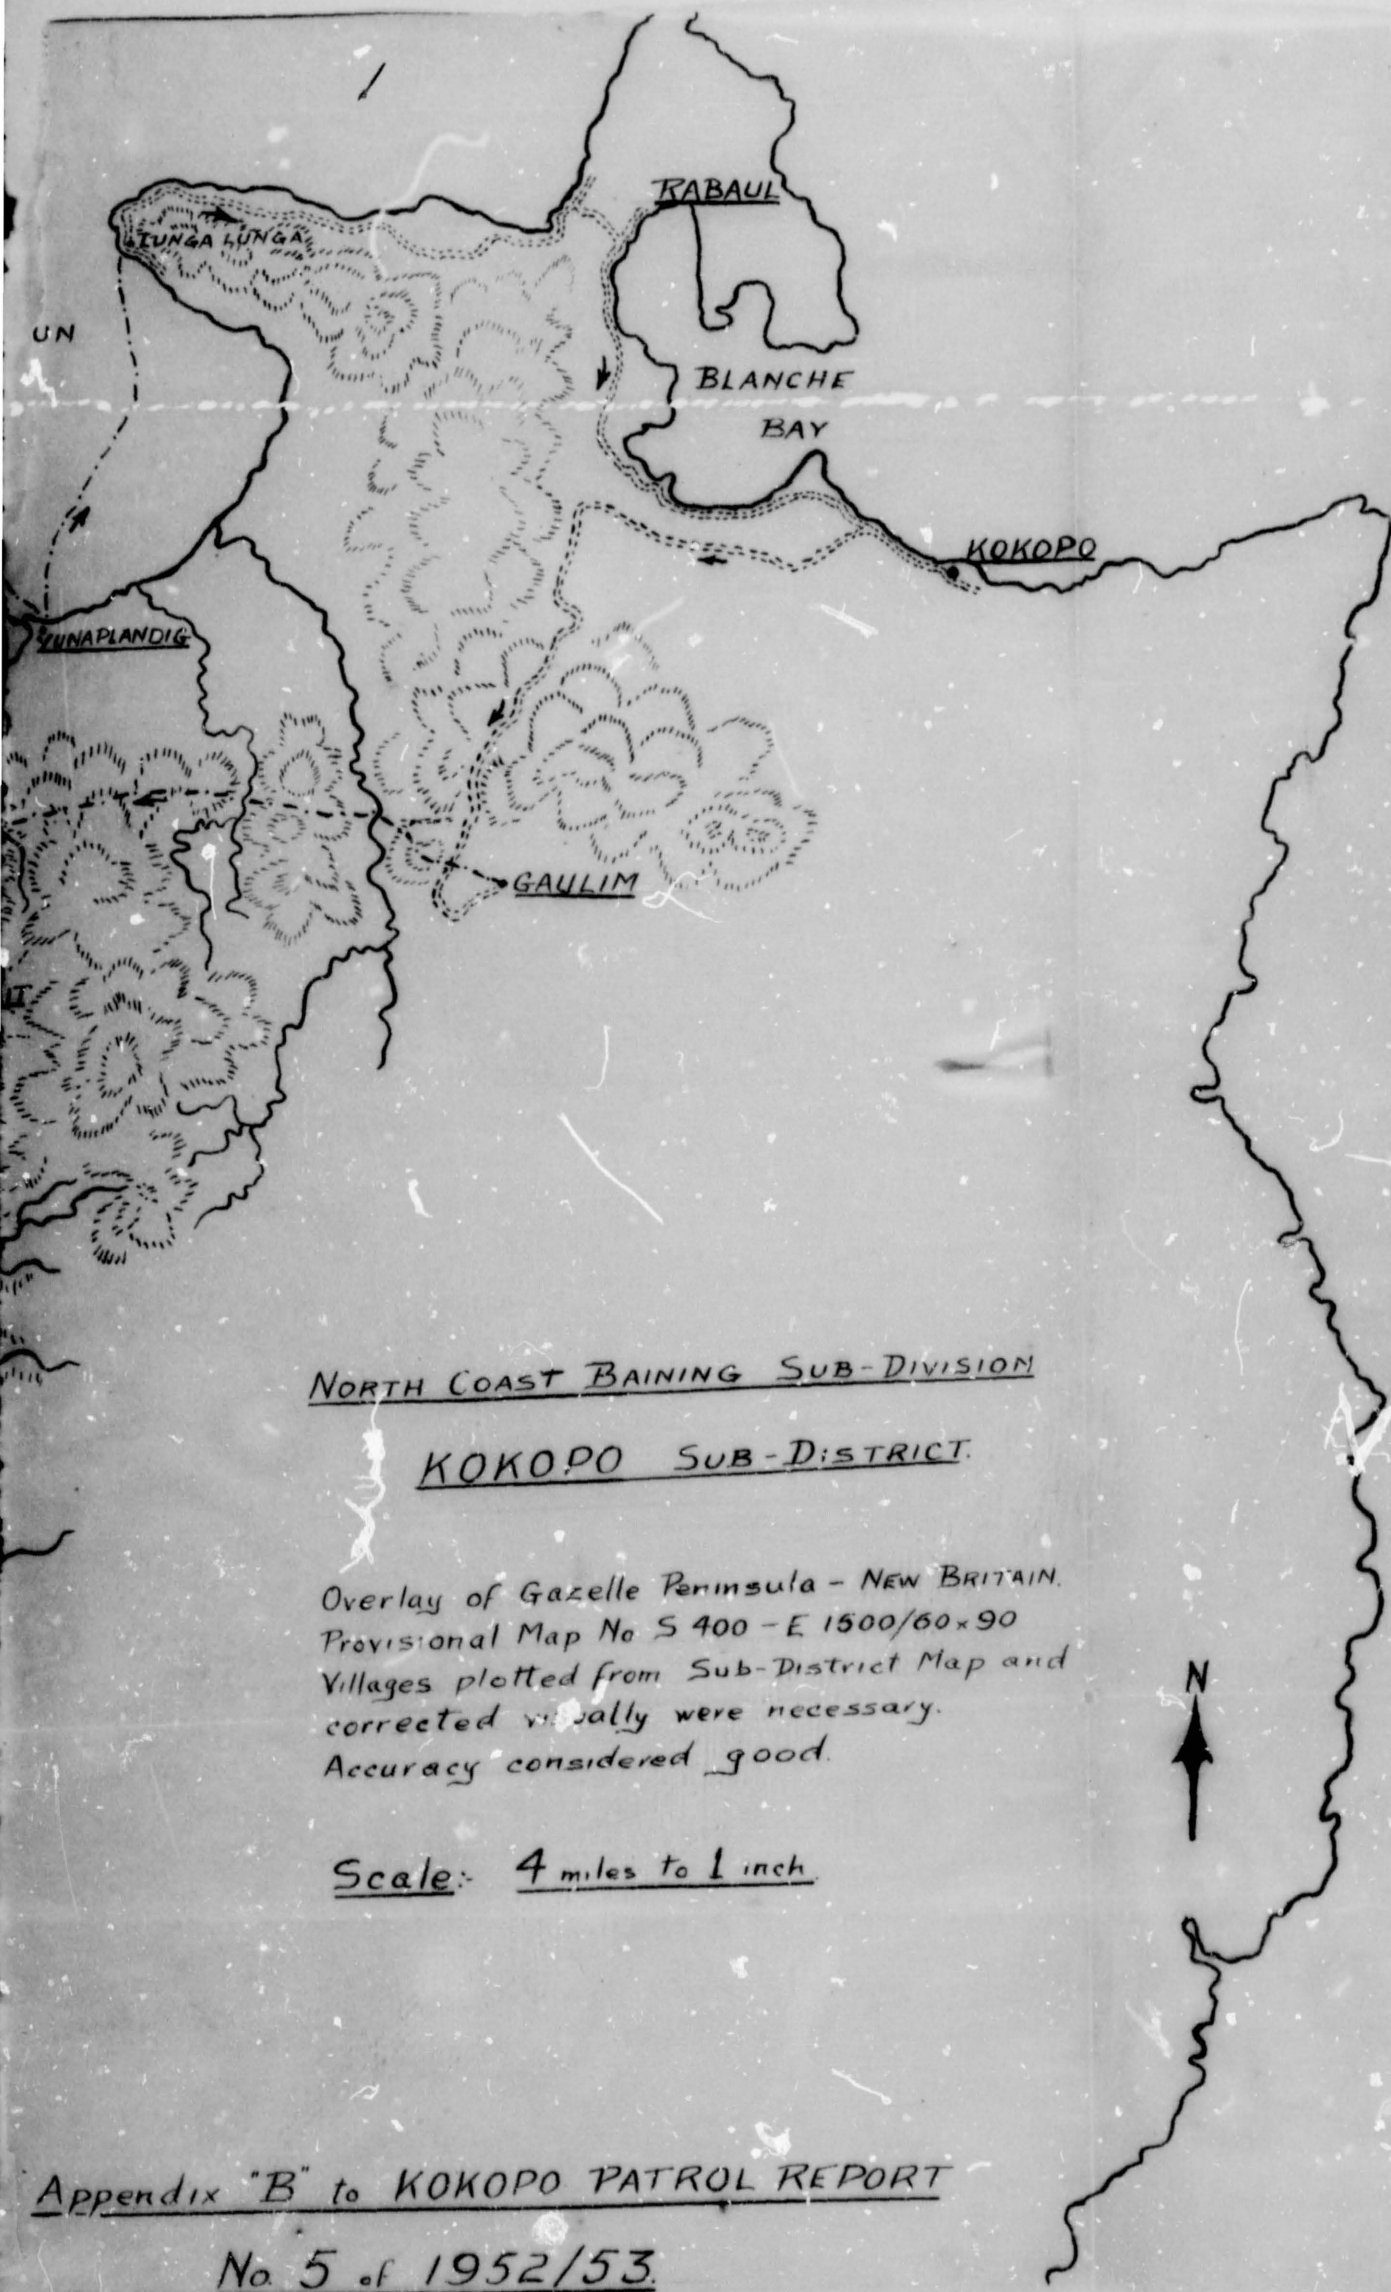 RABAUL
LUNGA LUNGA
UN
BLANCHE
BAY
KOKOPO
YUNAPLANDIG
GAULIM
NORTH COAST BAINING SUB-DIVISION
KOKOPO SUB-DISTRICT.
Overlay of Gazelle Peninsula - NEW BRITAIN.
Provisional Map No S 400 - E 1500/60x90
Villages plotted from Sub-District Map and
corrected were necessary.
Accuracy considered good.
N
Scale:- 4 miles to 1 inch
Appendix "B" to KOKOPO PATROL REPORT
No. 5 of 1952/53.